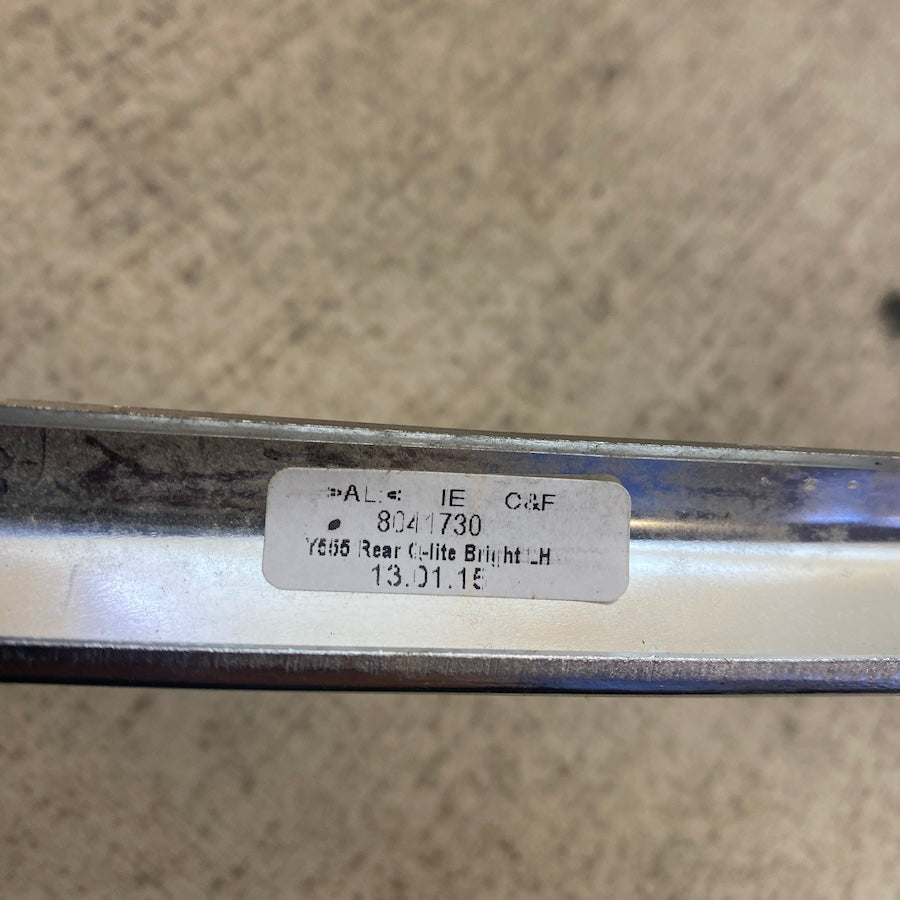 >AL< IE C&F
8041730
Y555 Rear Q-lite Bright LH
13.01.15